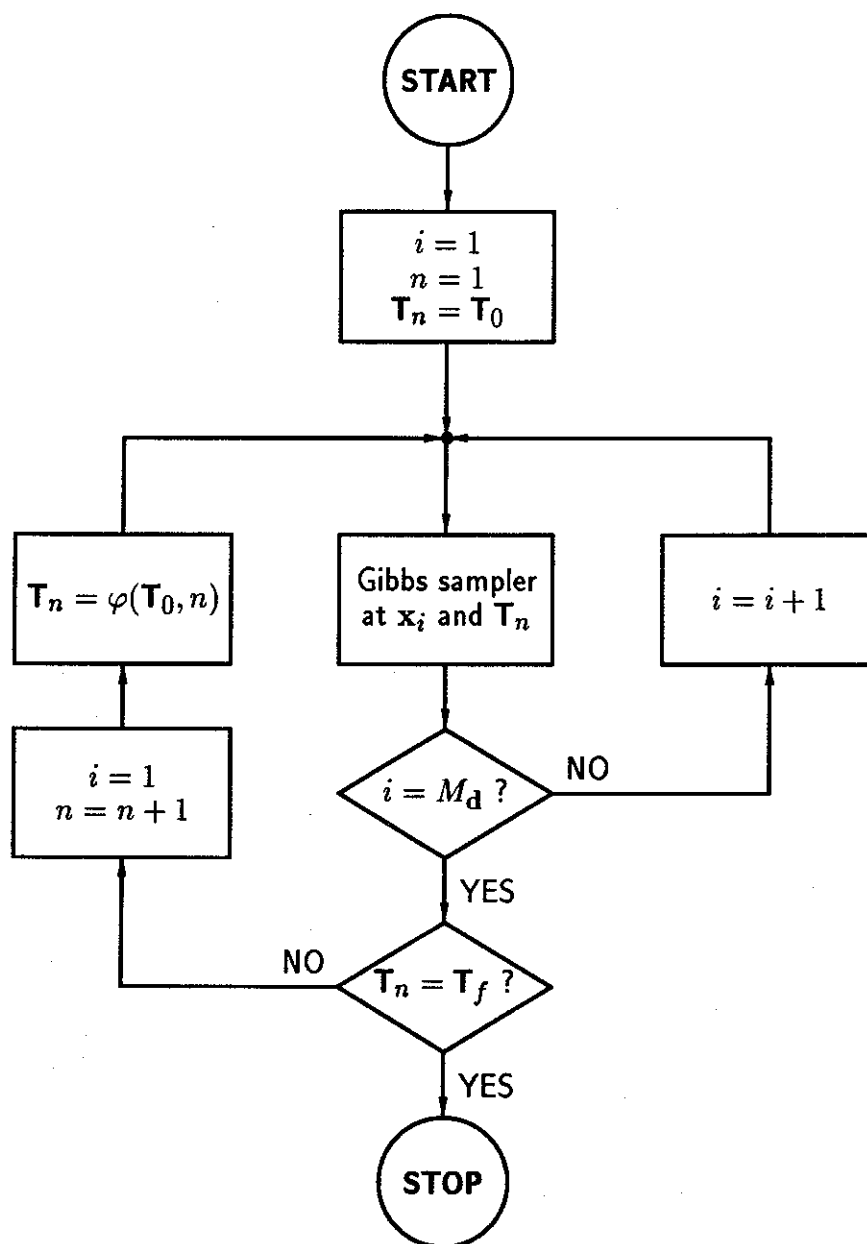 START
i = 1
n = 1
T_n = T_0
T_n = φ(T_0, n)
Gibbs sampler
at x_i and T_n
i = i + 1
i = 1
n = n + 1
i = M_d ?
NO
YES
NO
T_n = T_f ?
YES
STOP